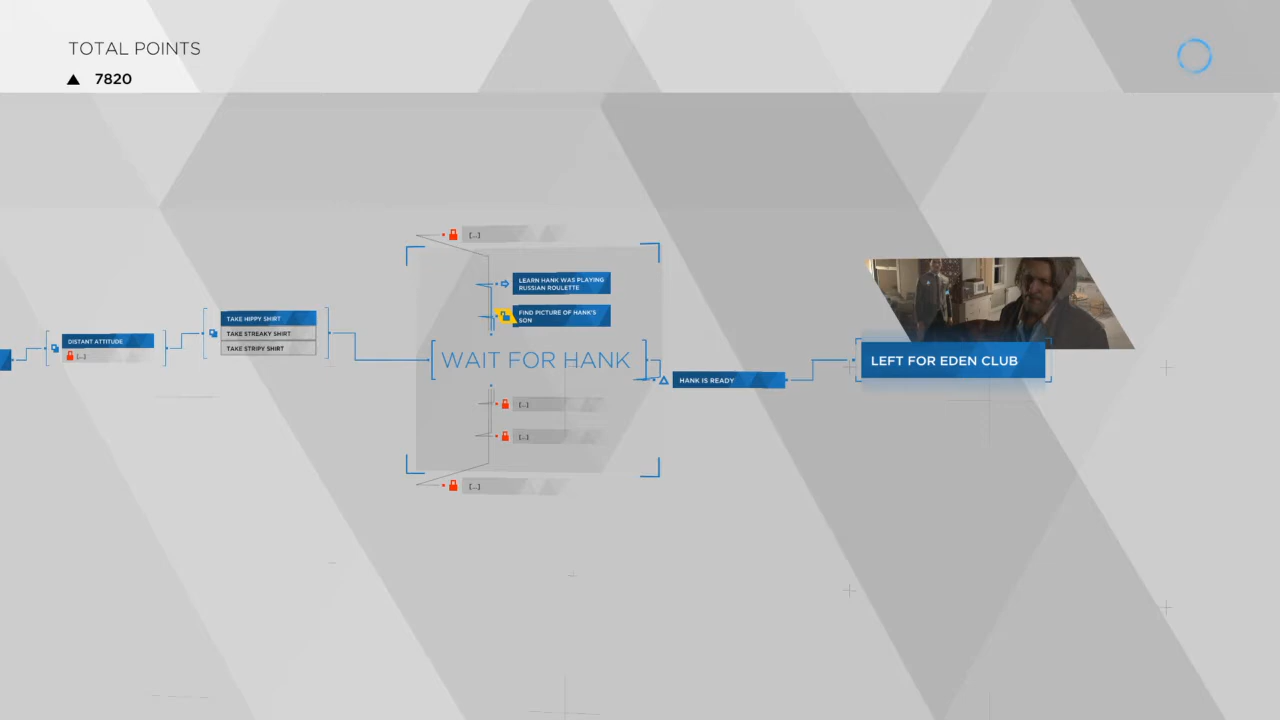 TOTAL POINTS
7820
DISTANT ATTITUDE
[...]
TAKE HIPPY SHIRT
TAKE STREAKY SHIRT
TAKE STRIPY SHIRT
[...]
LEARN HANK WAS PLAYING
RUSSIAN ROULETTE
FIND PICTURE OF HANK'S
SON
WAIT FOR HANK
[...]
[...]
[...]
HANK IS READY
LEFT FOR EDEN CLUB